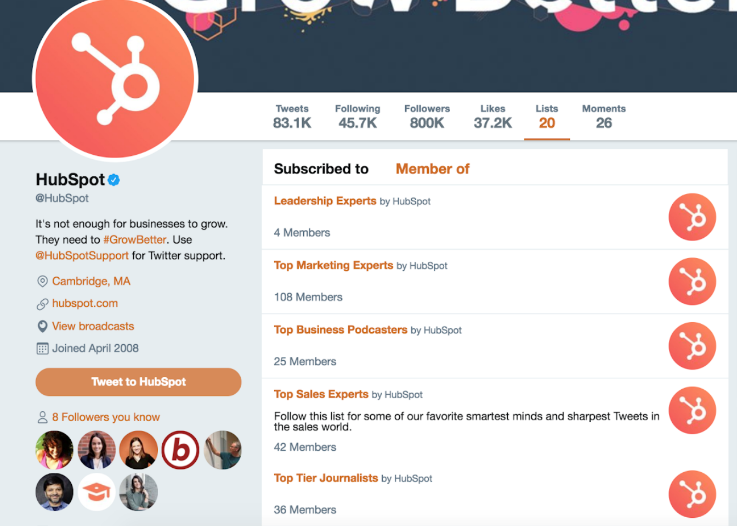 Grow Better
Tweets Following Followers Likes Lists Moments
83.1K 45.7K 800K 37.2K 20 26
HubSpot
@HubSpot
It's not enough for businesses to grow.
They need to #GrowBetter. Use
@HubSpotSupport for Twitter support.
Cambridge, MA
hubspot.com
View broadcasts
Joined April 2008
Tweet to HubSpot
8 Followers you know
b
Subscribed to Member of
Leadership Experts by HubSpot
4 Members
Top Marketing Experts by HubSpot
108 Members
Top Business Podcasters by HubSpot
25 Members
Top Sales Experts by HubSpot
Follow this list for some of our favorite smartest minds and sharpest Tweets in
the sales world.
42 Members
Top Tier Journalists by HubSpot
36 Members